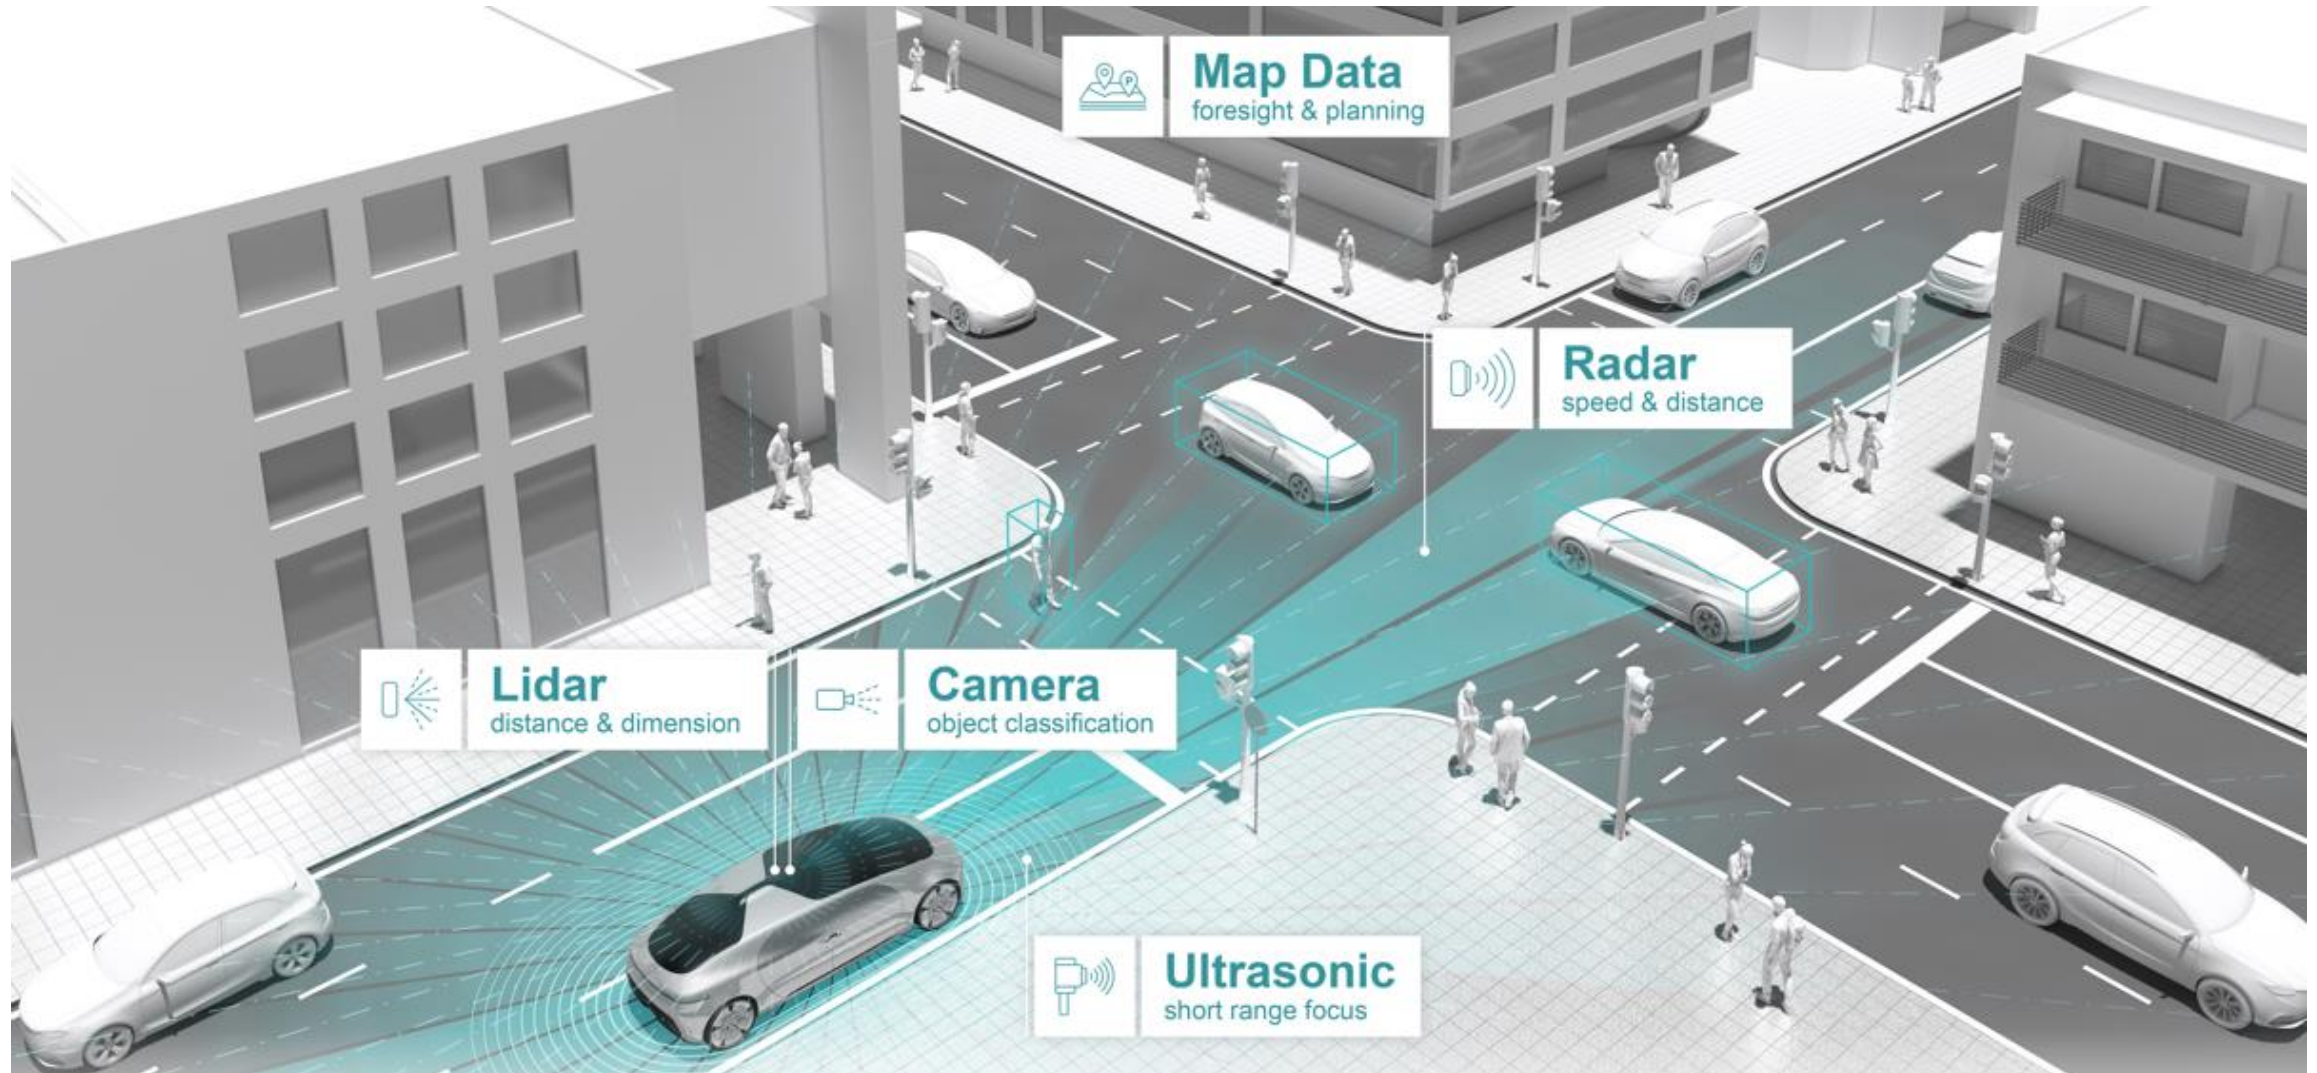 Map Data
foresight & planning
Radar
speed & distance
Lidar
distance & dimension
Camera
object classification
Ultrasonic
short range focus